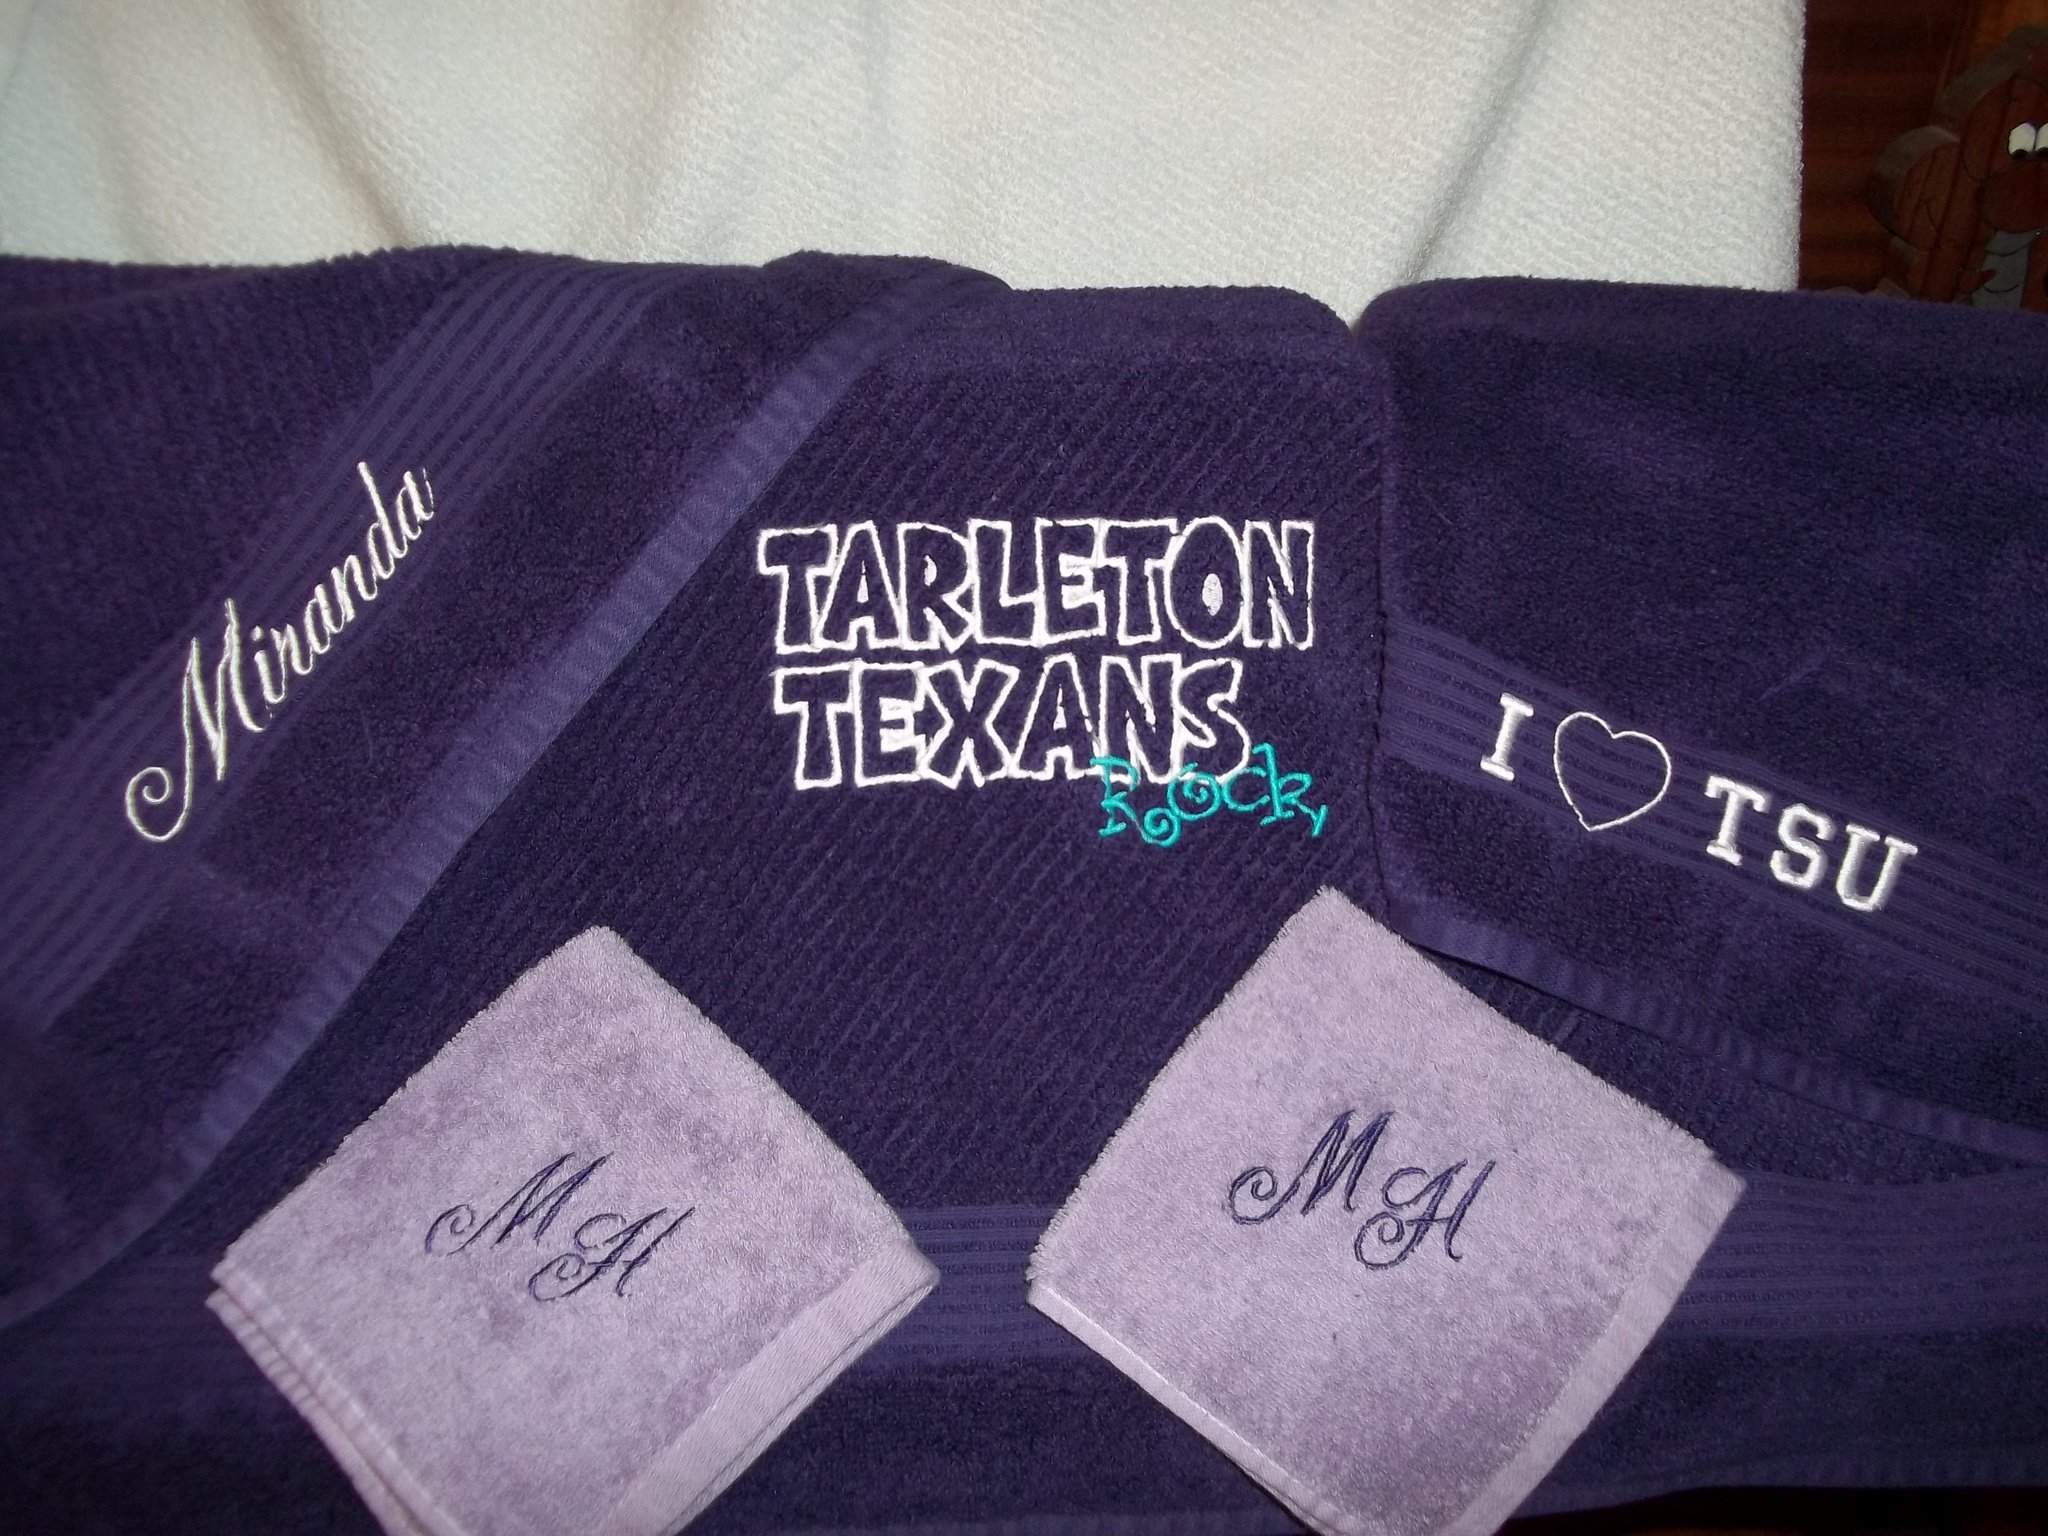 Miranda
TARLETON
TEXANS
Rock
I ♡ TSU
MH
MH